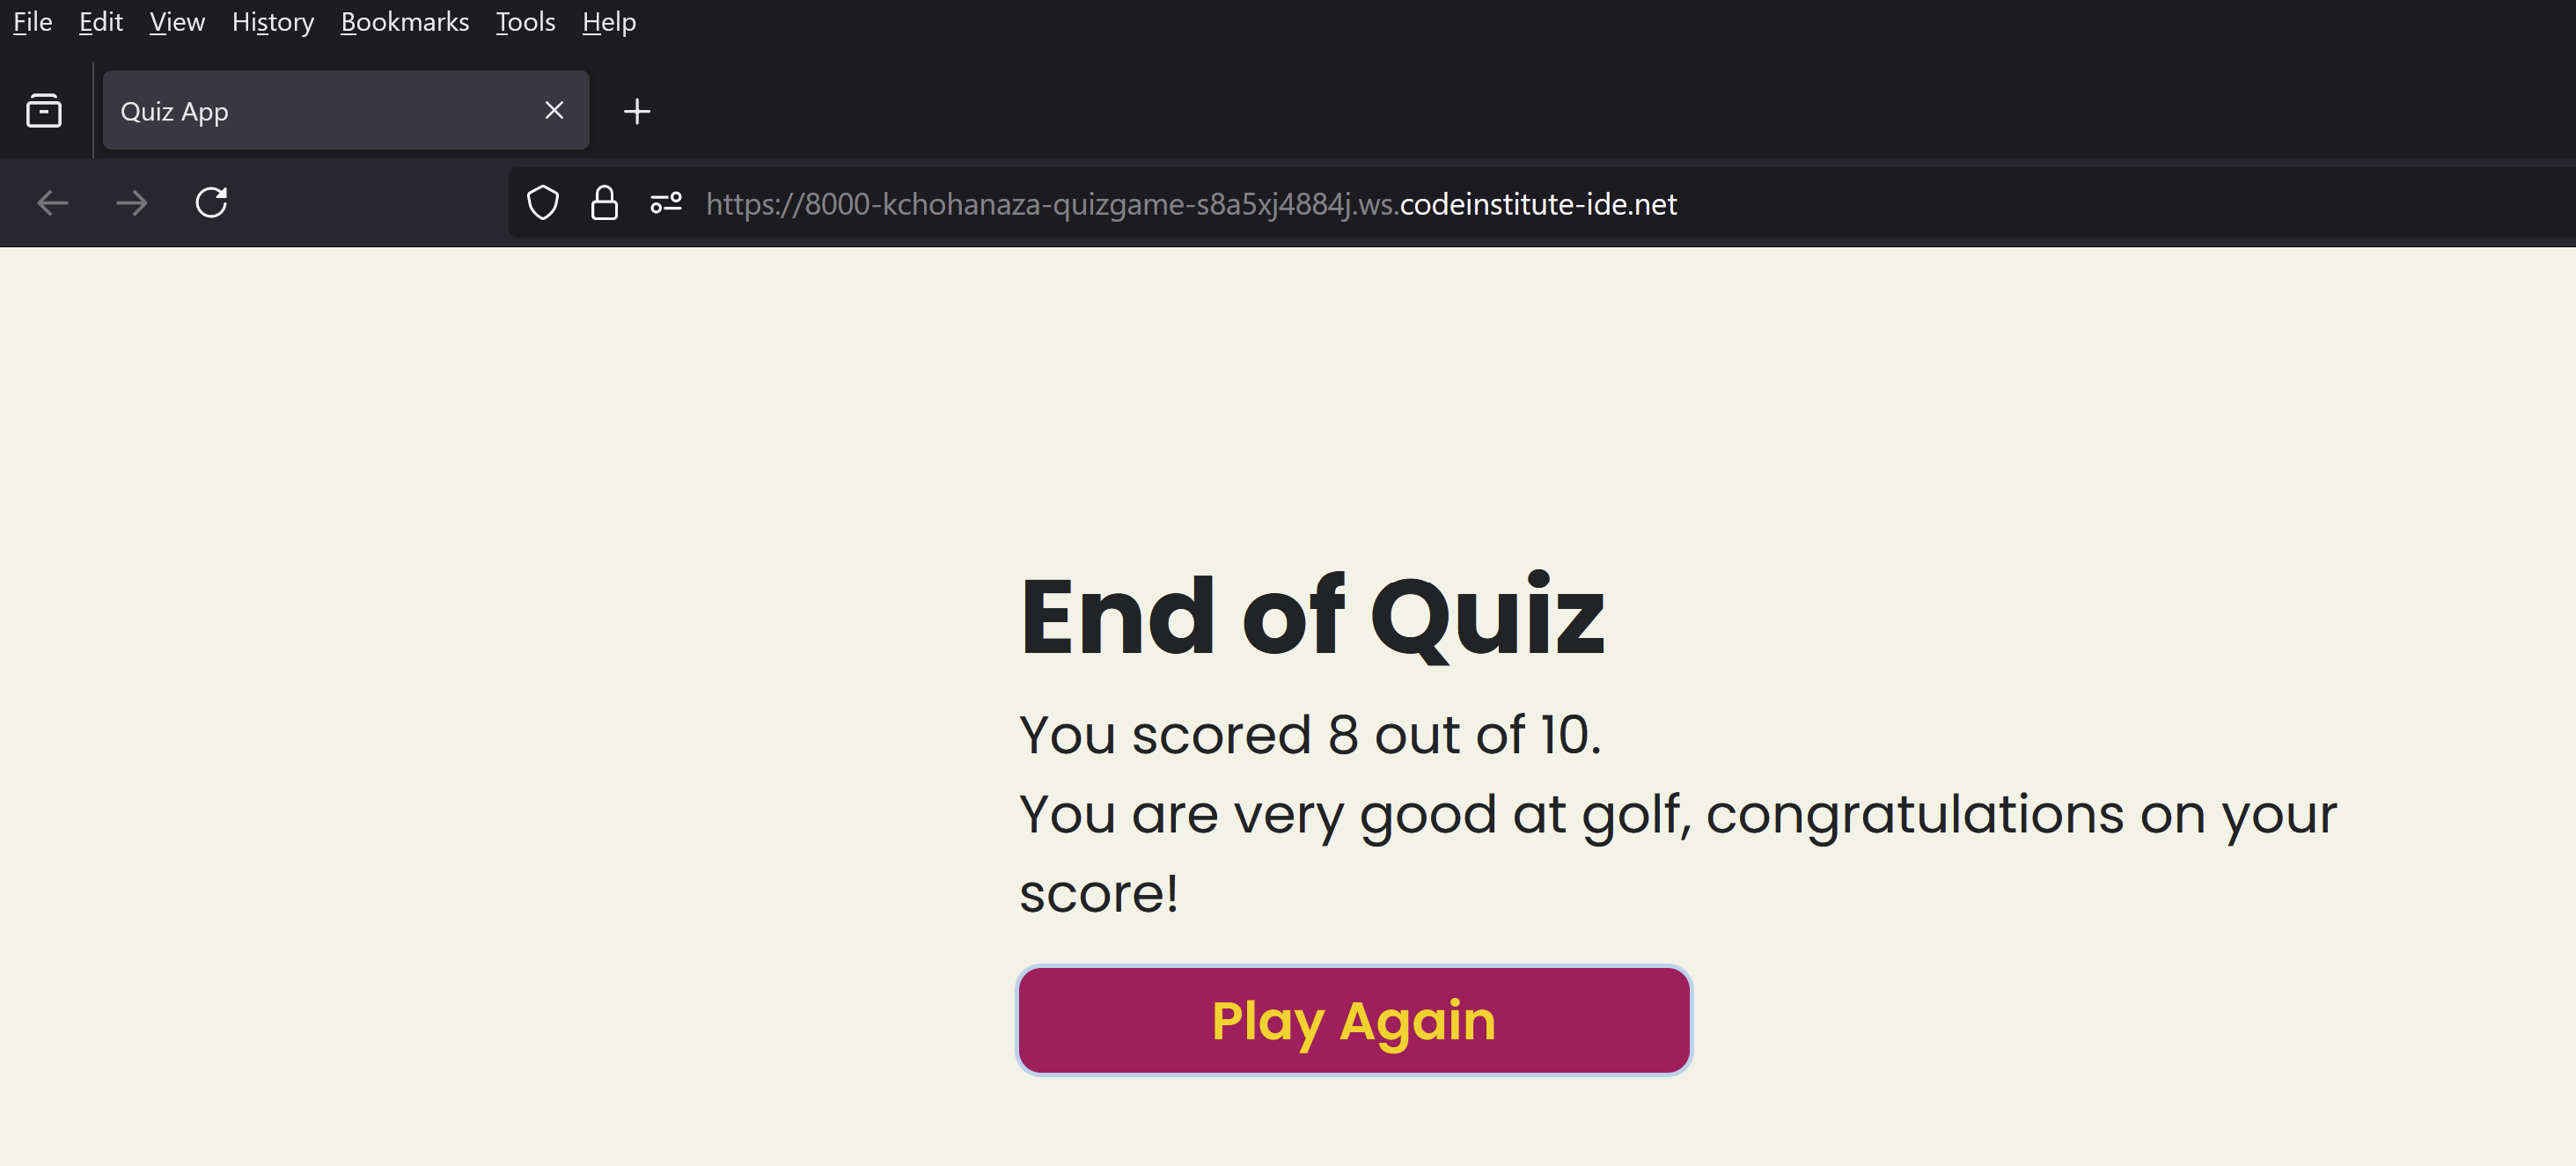 File Edit View History Bookmarks Tools Help
Quiz App
https://8000-kchohanaza-quizgame-s8a5xj4884j.ws.codeinstitute-ide.net
End of Quiz
You scored 8 out of 10.
You are very good at golf, congratulations on your
score!
Play Again